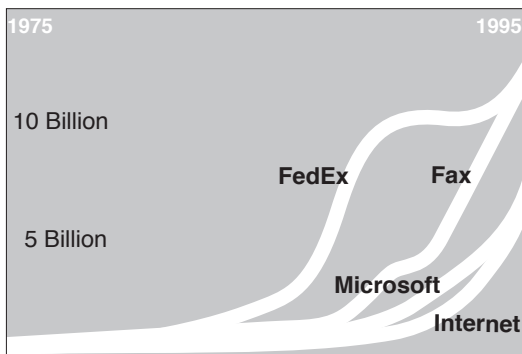 1975 1995
10 Billion
FedEx Fax
5 Billion
Microsoft
Internet